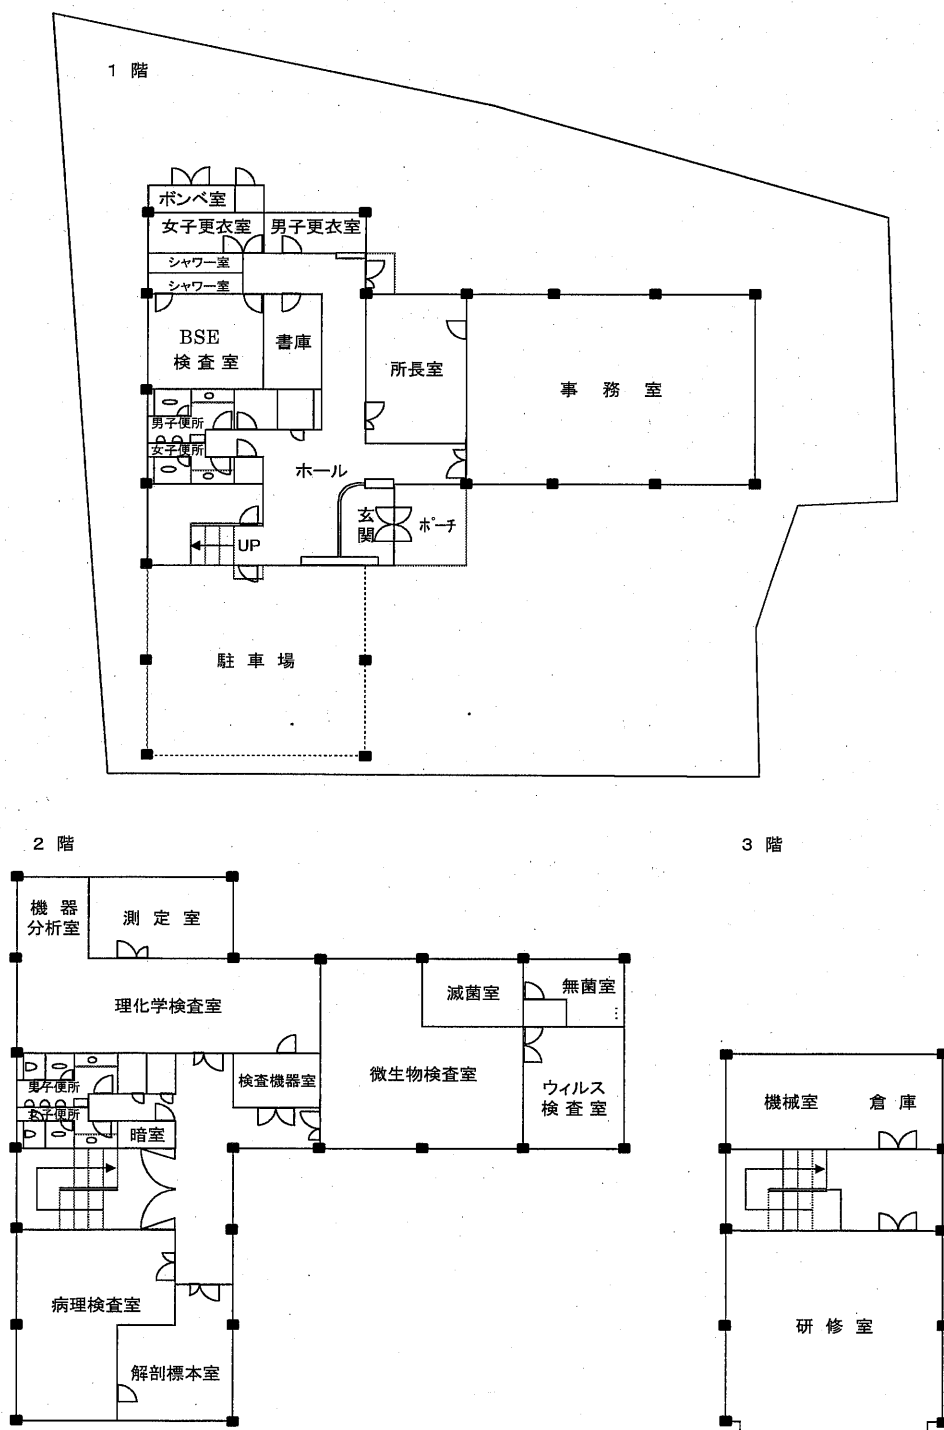 1 階
ボンベ室
女子更衣室 男子更衣室
シャワー室
シャワー室
BSE
検査室
書庫
所長室
事 務 室
男子便所
女子便所
ホール
玄
関
ポーチ
UP
駐 車 場
2 階
3 階
機 器
分析室
測 定 室
理化学検査室
滅菌室
無菌室
検査機器室
微生物検査室
ウィルス
検 査 室
男子便所
女子便所
暗室
機械室 倉 庫
病理検査室
解剖標本室
研 修 室